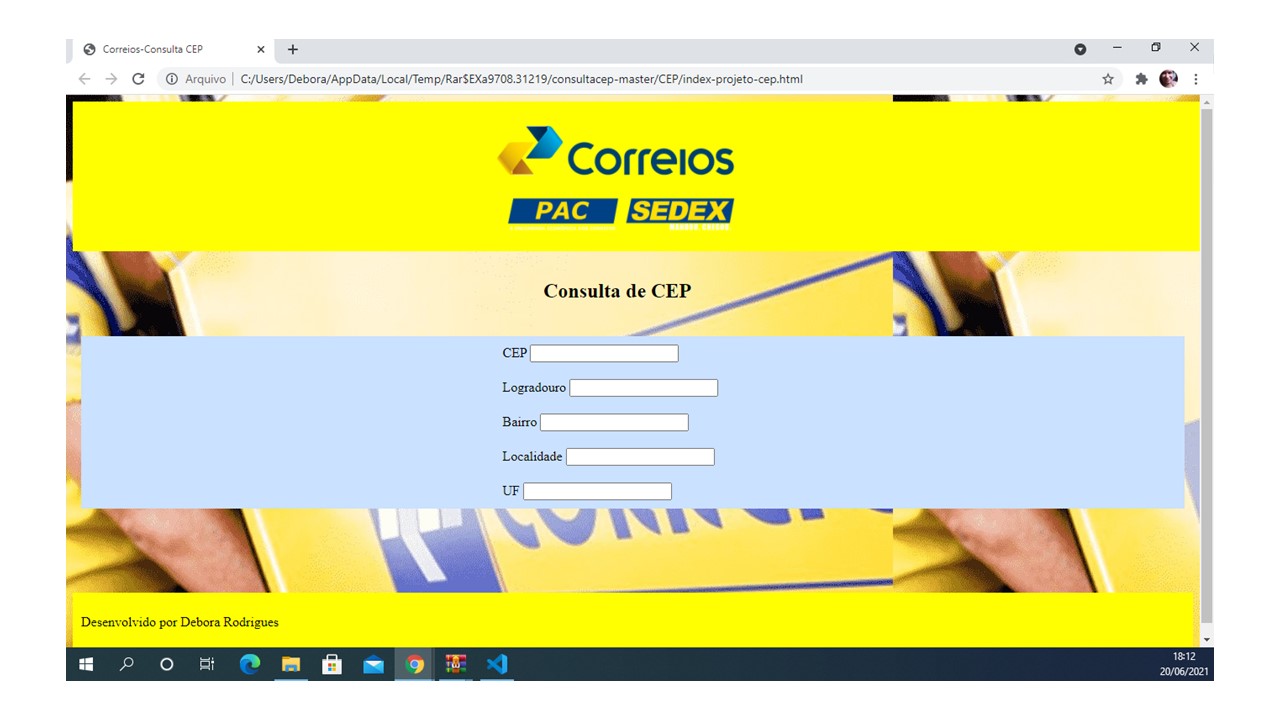 Correios-Consulta CEP
Arquivo C:/Users/Debora/AppData/Local/Temp/Rar$EXa9708.31219/consultacep-master/CEP/index-projeto-cep.html
Correios
PAC SEDEX
Consulta de CEP
CEP
Logradouro
Bairro
Localidade
UF
Desenvolvido por Debora Rodrigues
18:12
20/06/2021